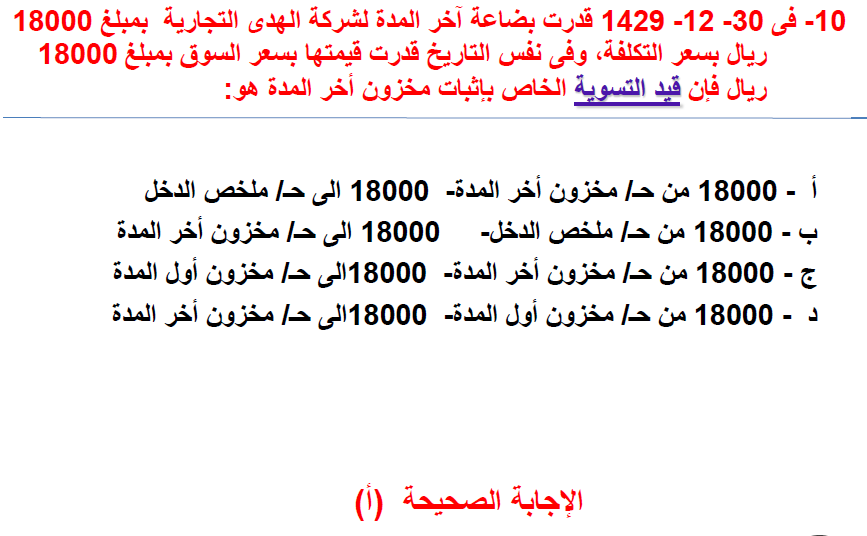 10- فى 30- 12- 1429 قدرت بضاعة آخر المدة لشركة الهدى التجارية بمبلغ 18000
ريال بسعر التكلفة، وفى نفس التاريخ قدرت قيمتها بسعر السوق بمبلغ 18000
ريال فإن قيد التسوية الخاص بإثبات مخزون أخر المدة هو:
أ - 18000 من حـ/ مخزون أخر المدة- 18000 الى حـ/ ملخص الدخل
ب - 18000 من حـ/ ملخص الدخل- 18000 الى حـ/ مخزون أخر المدة
ج - 18000 من حـ/ مخزون أخر المدة- 18000الى حـ/ مخزون أول المدة
د - 18000 من حـ/ مخزون أول المدة- 18000الى حـ/ مخزون أخر المدة
الإجابة الصحيحة (أ)